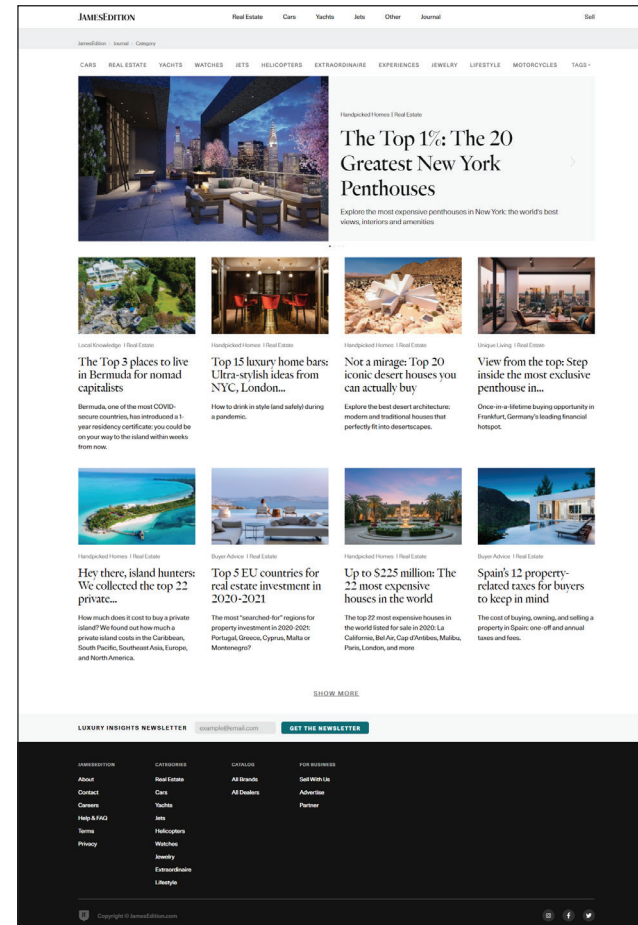 JAMESEDITION
Real Estate Cars Yachts Jets Other Journal Sell
JamesEdition / Journal / Category
CARS REAL ESTATE YACHTS WATCHES JETS HELICOPTERS EXTRAORDINAIRE EXPERIENCES JEWELRY LIFESTYLE MOTORCYCLES TAGS
Handpicked Homes | Real Estate
The Top 1%: The 20
Greatest New York
Penthouses
Explore the most expensive penthouses in New York: the world's best
views, interiors and amenities
Local Knowledge | Real Estate
The Top 3 places to live
in Bermuda for nomad
capitalists
Bermuda, one of the most COVID-
secure countries, has introduced a 1-
year residency certificate: you could be
on your way to the island within weeks
from now.
Handpicked Homes | Real Estate
Top 15 luxury home bars:
Ultra-stylish ideas from
NYC, London...
How to drink in style (and safely) during
a pandemic.
Handpicked Homes | Real Estate
Not a mirage: Top 20
iconic desert houses you
can actually buy
Explore the best desert architecture:
modern and traditional houses that
perfectly fit into desertscapes.
Unique Living | Real Estate
View from the top: Step
inside the most exclusive
penthouse in...
Once-in-a-lifetime buying opportunity in
Frankfurt, Germany's leading financial
hotspot.
Handpicked Homes | Real Estate
Hey there, island hunters:
We collected the top 22
private...
How much does it cost to buy a private
island? We found out how much a
private island costs in the Caribbean,
South Pacific, Southeast Asia, Europe,
and North America.
Buyer Advice | Real Estate
Top 5 EU countries for
real estate investment in
2020-2021
The most "searched-for" regions for
property investment in 2020-2021:
Portugal, Greece, Cyprus, Malta or
Montenegro?
Handpicked Homes | Real Estate
Up to $225 million: The
22 most expensive
houses in the world
The top 22 most expensive houses in
the world listed for sale in 2020: La
Californie, Bel Air, Cap d'Antibes, Malibu,
Paris, London, and more
Buyer Advice | Real Estate
Spain's 12 property-
related taxes for buyers
to keep in mind
The cost of buying, owning, and selling a
property in Spain: one-off and annual
taxes and fees.
SHOW MORE
LUXURY INSIGHTS NEWSLETTER example@email.com GET THE NEWSLETTER
JAMESEDITION
About
Contact
Careers
Help & FAQ
Terms
Privacy
CATEGORIES
Real Estate
Cars
Yachts
Jets
Helicopters
Watches
Jewelry
Extraordinaire
Lifestyle
CATALOG
All Brands
All Dealers
FOR BUSINESS
Sell With Us
Advertise
Partner
Copyright © JamesEdition.com